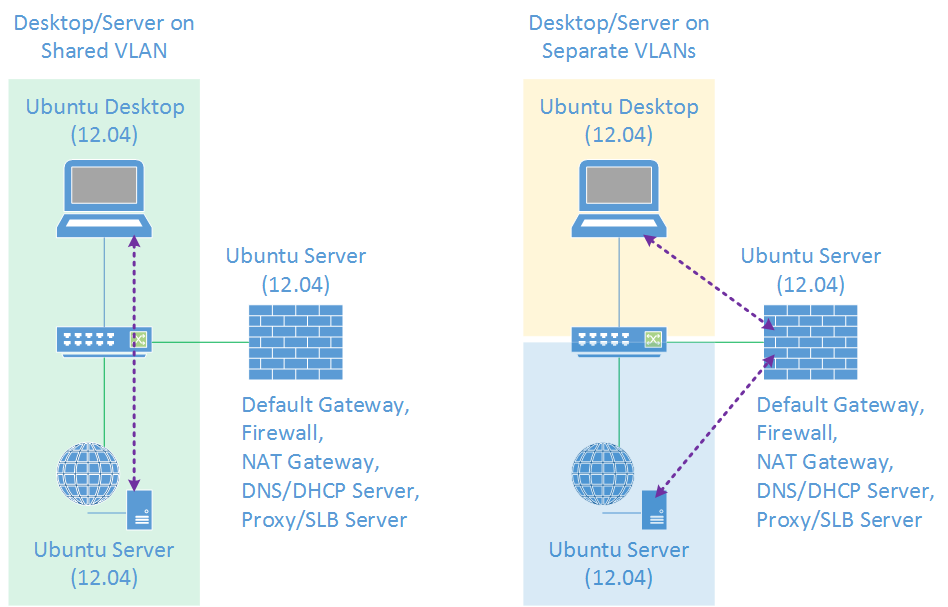 Desktop/Server on
Shared VLAN
Ubuntu Desktop
(12.04)
Ubuntu Server
(12.04)
Default Gateway,
Firewall,
NAT Gateway,
DNS/DHCP Server,
Proxy/SLB Server
Ubuntu Server
(12.04)
Desktop/Server on
Separate VLANs
Ubuntu Desktop
(12.04)
Ubuntu Server
(12.04)
Default Gateway,
Firewall,
NAT Gateway,
DNS/DHCP Server,
Proxy/SLB Server
Ubuntu Server
(12.04)